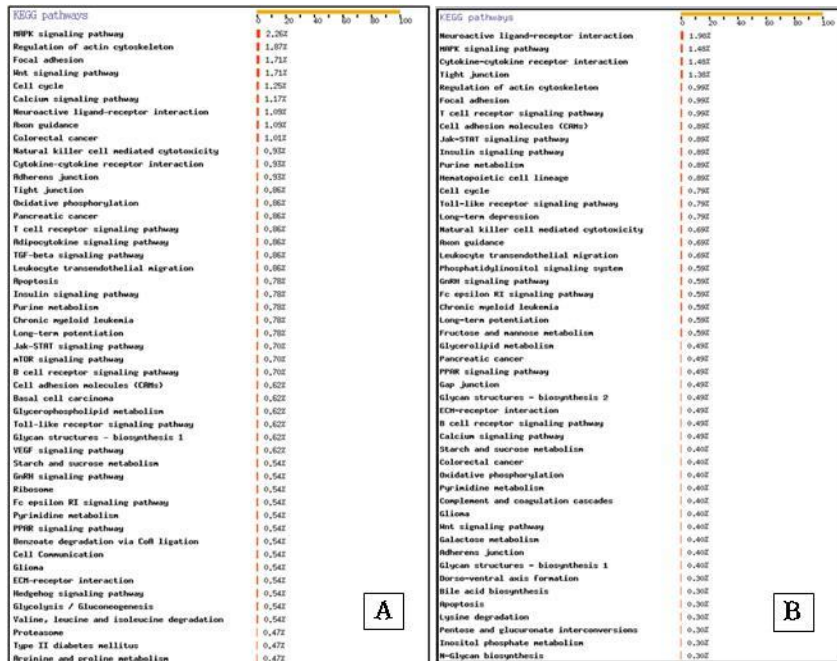 KEGG pathways 0 20 40 60 80 100
MAPK signaling pathway 2.26%
Regulation of actin cytoskeleton 1.87%
Focal adhesion 1.71%
Wnt signaling pathway 1.71%
Cell cycle 1.25%
Calcium signaling pathway 1.17%
Neuroactive ligand-receptor interaction 1.09%
Axon guidance 1.09%
Colorectal cancer 1.01%
Natural killer cell mediated cytotoxicity 0.93%
Cytokine-cytokine receptor interaction 0.93%
Adherens junction 0.93%
Tight junction 0.86%
Oxidative phosphorylation 0.86%
Pancreatic cancer 0.86%
T cell receptor signaling pathway 0.86%
Adipocytokine signaling pathway 0.86%
TGF-beta signaling pathway 0.86%
Leukocyte transendothelial migration 0.86%
Apoptosis 0.78%
Insulin signaling pathway 0.78%
Purine metabolism 0.78%
Chronic myeloid leukemia 0.78%
Long-term potentiation 0.78%
Jak-STAT signaling pathway 0.70%
mTOR signaling pathway 0.70%
B cell receptor signaling pathway 0.70%
Cell adhesion molecules (CAMs) 0.62%
Basal cell carcinoma 0.62%
Glycerophospholipid metabolism 0.62%
Toll-like receptor signaling pathway 0.62%
Glycan structures - biosynthesis 1 0.62%
VEGF signaling pathway 0.62%
Starch and sucrose metabolism 0.54%
GnRH signaling pathway 0.54%
Ribosome 0.54%
Fc epsilon RI signaling pathway 0.54%
Pyrimidine metabolism 0.54%
PPAR signaling pathway 0.54%
Benzoate degradation via CoA ligation 0.54%
Cell Communication 0.54%
Glioma 0.54%
ECM-receptor interaction 0.54%
Hedgehog signaling pathway 0.54%
Glycolysis / Gluconeogenesis 0.54%
Valine, leucine and isoleucine degradation 0.54%
Proteasome 0.47%
Type II diabetes mellitus 0.47%
Arginine and proline metabolism 0.47%
A
KEGG pathways 0 20 40 60 80 100
Neuroactive ligand-receptor interaction 1.98%
MAPK signaling pathway 1.48%
Cytokine-cytokine receptor interaction 1.48%
Tight junction 1.38%
Regulation of actin cytoskeleton 0.99%
Focal adhesion 0.99%
T cell receptor signaling pathway 0.99%
Cell adhesion molecules (CAMs) 0.89%
Jak-STAT signaling pathway 0.89%
Insulin signaling pathway 0.89%
Purine metabolism 0.89%
Hematopoietic cell lineage 0.89%
Cell cycle 0.79%
Toll-like receptor signaling pathway 0.79%
Long-term depression 0.79%
Natural killer cell mediated cytotoxicity 0.69%
Axon guidance 0.69%
Leukocyte transendothelial migration 0.69%
Phosphatidylinositol signaling system 0.59%
GnRH signaling pathway 0.59%
Fc epsilon RI signaling pathway 0.59%
Chronic myeloid leukemia 0.59%
Long-term potentiation 0.59%
Fructose and mannose metabolism 0.59%
Glycerolipid metabolism 0.49%
Pancreatic cancer 0.49%
PPAR signaling pathway 0.49%
Gap junction 0.49%
Glycan structures - biosynthesis 2 0.49%
ECM-receptor interaction 0.49%
B cell receptor signaling pathway 0.49%
Calcium signaling pathway 0.49%
Starch and sucrose metabolism 0.40%
Colorectal cancer 0.40%
Oxidative phosphorylation 0.40%
Pyrimidine metabolism 0.40%
Complement and coagulation cascades 0.40%
Glioma 0.40%
Wnt signaling pathway 0.40%
Galactose metabolism 0.40%
Adherens junction 0.40%
Glycan structures - biosynthesis 1 0.40%
Dorso-ventral axis formation 0.30%
Bile acid biosynthesis 0.30%
Apoptosis 0.30%
Lysine degradation 0.30%
Pentose and glucuronate interconversions 0.30%
Inositol phosphate metabolism 0.30%
N-Glycan biosynthesis 0.30%
B